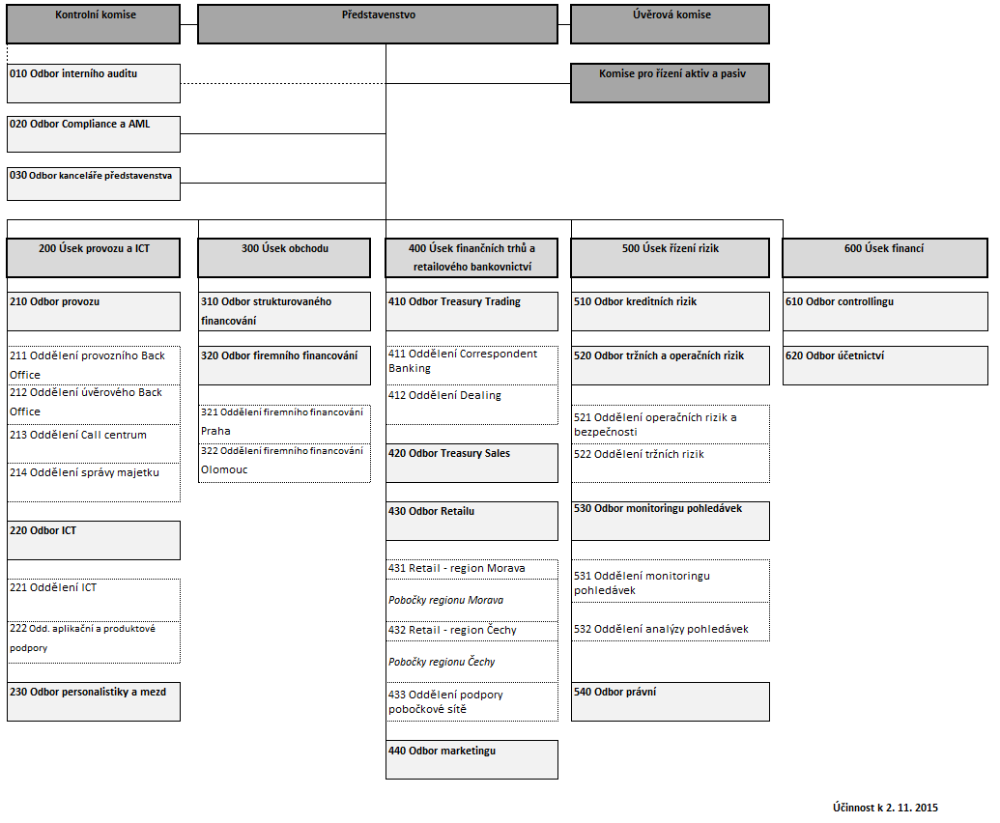 Kontrolní komise
Představenstvo
Úvěrová komise
010 Odbor interního auditu
Komise pro řízení aktiv a pasiv
020 Odbor Compliance a AML
030 Odbor kanceláře představenstva
200 Úsek provozu a ICT
210 Odbor provozu
211 Oddělení provozního Back
Office
212 Oddělení úvěrového Back
Office
213 Oddělení Call centrum
214 Oddělení správy majetku
220 Odbor ICT
221 Oddělení ICT
222 Odd. aplikační a produktové
podpory
230 Odbor personalistiky a mezd
300 Úsek obchodu
310 Odbor strukturovaného
financování
320 Odbor firemního financování
321 Oddělení firemního financování
Praha
322 Oddělení firemního financování
Olomouc
400 Úsek finančních trhů a
retailového bankovnictví
410 Odbor Treasury Trading
411 Oddělení Correspondent
Banking
412 Oddělení Dealing
420 Odbor Treasury Sales
430 Odbor Retailu
431 Retail - region Morava
Pobočky regionu Morava
432 Retail - region Čechy
Pobočky regionu Čechy
433 Oddělení podpory
pobočkové sítě
440 Odbor marketingu
500 Úsek řízení rizik
510 Odbor kreditních rizik
520 Odbor tržních a operačních rizik
521 Oddělení operačních rizik a
bezpečnosti
522 Oddělení tržních rizik
530 Odbor monitoringu pohledávek
531 Oddělení monitoringu
pohledávek
532 Oddělení analýzy pohledávek
540 Odbor právní
600 Úsek financí
610 Odbor controllingu
620 Odbor účetnictví
Účinnost k 2. 11. 2015